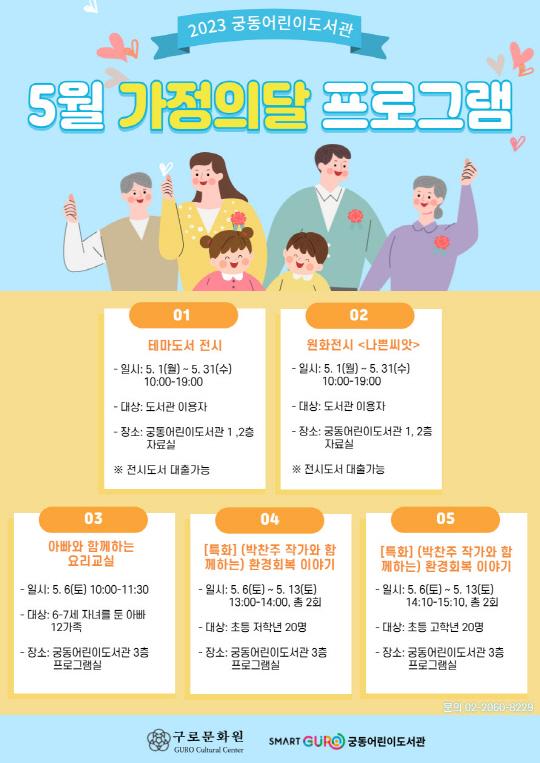 2023 궁동어린이도서관
5월 가정의달 프로그램
01
테마도서 전시
- 일시: 5. 1(월) ~ 5. 31(수)
10:00-19:00
- 대상: 도서관 이용자
- 장소: 궁동어린이도서관 1 ,2층
자료실
※ 전시도서 대출가능
02
원화전시 <나쁜씨앗>
- 일시: 5. 1(월) ~ 5. 31(수)
10:00-19:00
- 대상: 도서관 이용자
- 장소: 궁동어린이도서관 1, 2층
자료실
※ 전시도서 대출가능
03
아빠와 함께하는
요리교실
- 일시: 5. 6(토) 10:00-11:30
- 대상: 6-7세 자녀를 둔 아빠
12가족
- 장소: 궁동어린이도서관 3층
프로그램실
04
[특화] (박찬주 작가와 함
께하는) 환경회복 이야기
- 일시: 5. 6(토) ~ 5. 13(토)
13:00-14:00, 총 2회
- 대상: 초등 저학년 20명
- 장소: 궁동어린이도서관 3층
프로그램실
05
[특화] (박찬주 작가와 함
께하는) 환경회복 이야기
- 일시: 5. 6(토) ~ 5. 13(토)
14:10-15:10, 총 2회
- 대상: 초등 고학년 20명
- 장소: 궁동어린이도서관 3층
프로그램실
문의 02-2060-8229
구로문화원
GURO Cultural Center
SMART GURO 궁동어린이도서관